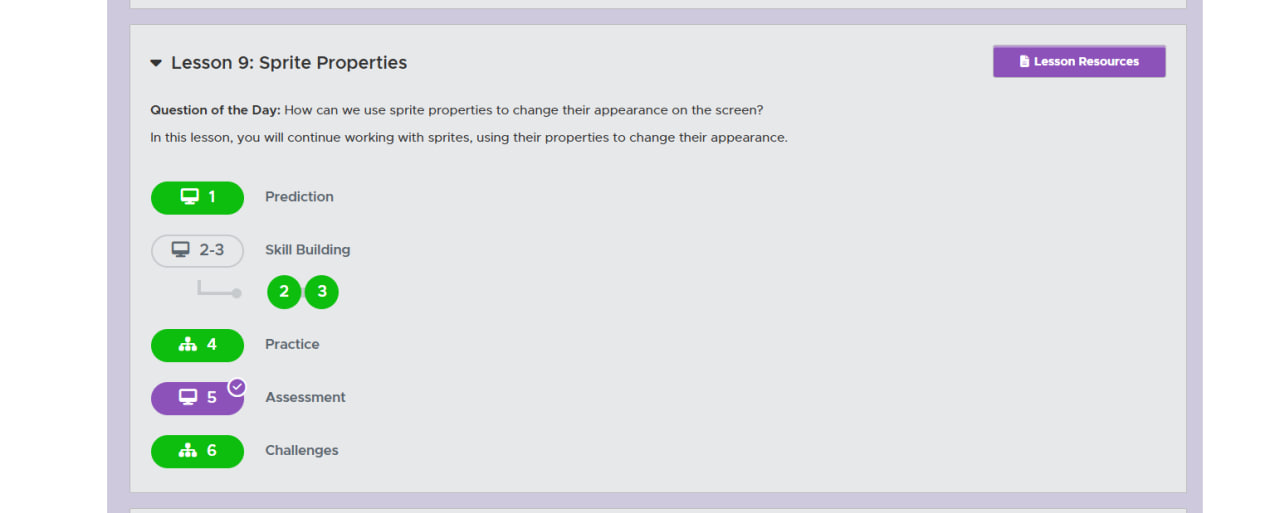 Lesson 9: Sprite Properties
Lesson Resources
Question of the Day: How can we use sprite properties to change their appearance on the screen?
In this lesson, you will continue working with sprites, using their properties to change their appearance.
1 Prediction
2-3 Skill Building
2 3
4 Practice
5 Assessment
6 Challenges